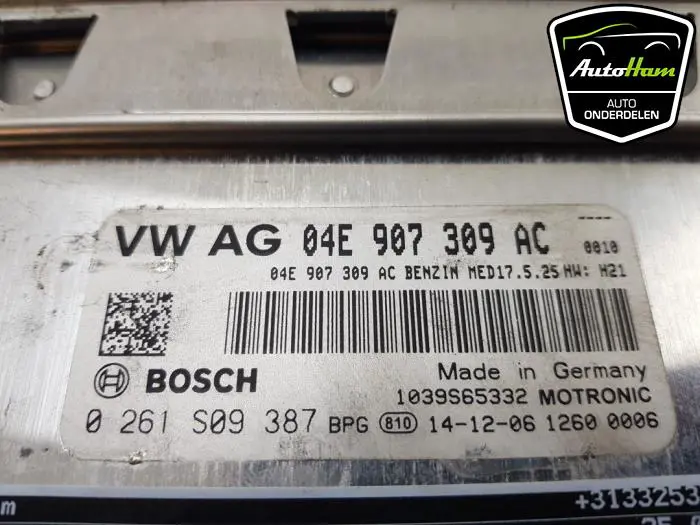 AutoHam
AUTO
ONDERDELEN
VW AG 04E 907 309 AC 0010
04E 907 309 AC BENZIN MED17.5.25 HW: H21
Made in Germany
BOSCH
1039S65332 MOTRONIC
0 261 S09 387 BPG 810 14-12-06 1260 0006